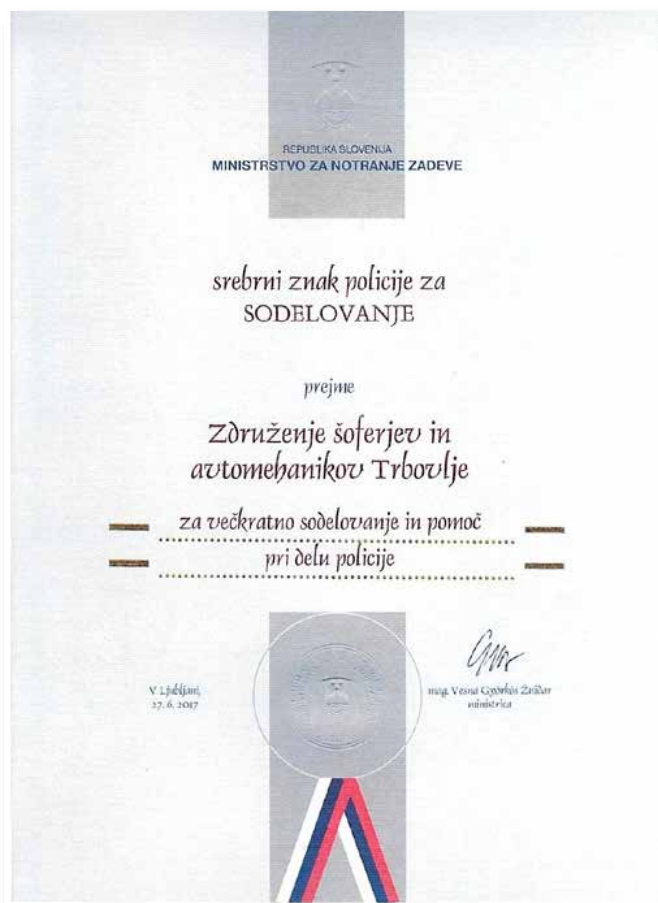 REPUBLIKA SLOVENIJA
MINISTRSTVO ZA NOTRANJE ZADEVE
srebrni znak policije za
SODELOVANJE
prejme
Združenje šoferjev in
avtomehanikov Trbovlje
za večkratno sodelovanje in pomoč
pri delu policije
V Ljubljani,
27. 6. 2017
mag. Vesna Györkös Žnidar
ministrica